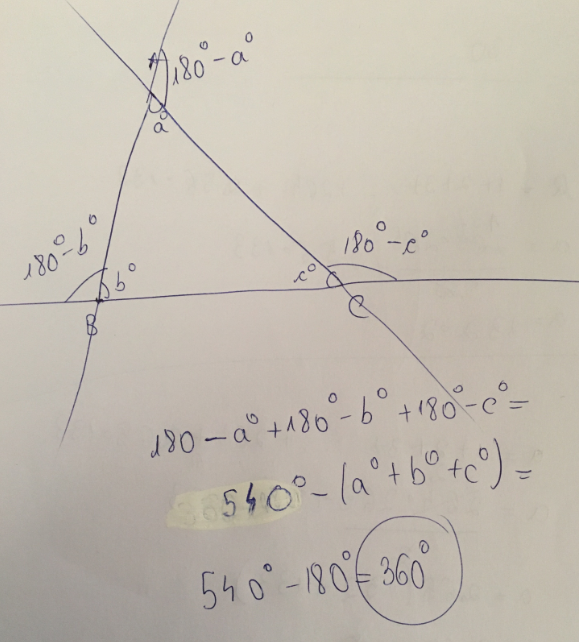 A
180° - a°
a°
180° - b°
b°
B
c°
180° - c°
C
180 - a° + 180° - b° + 180° - c° =
540° - (a° + b° + c°) =
540° - 180° = 360°